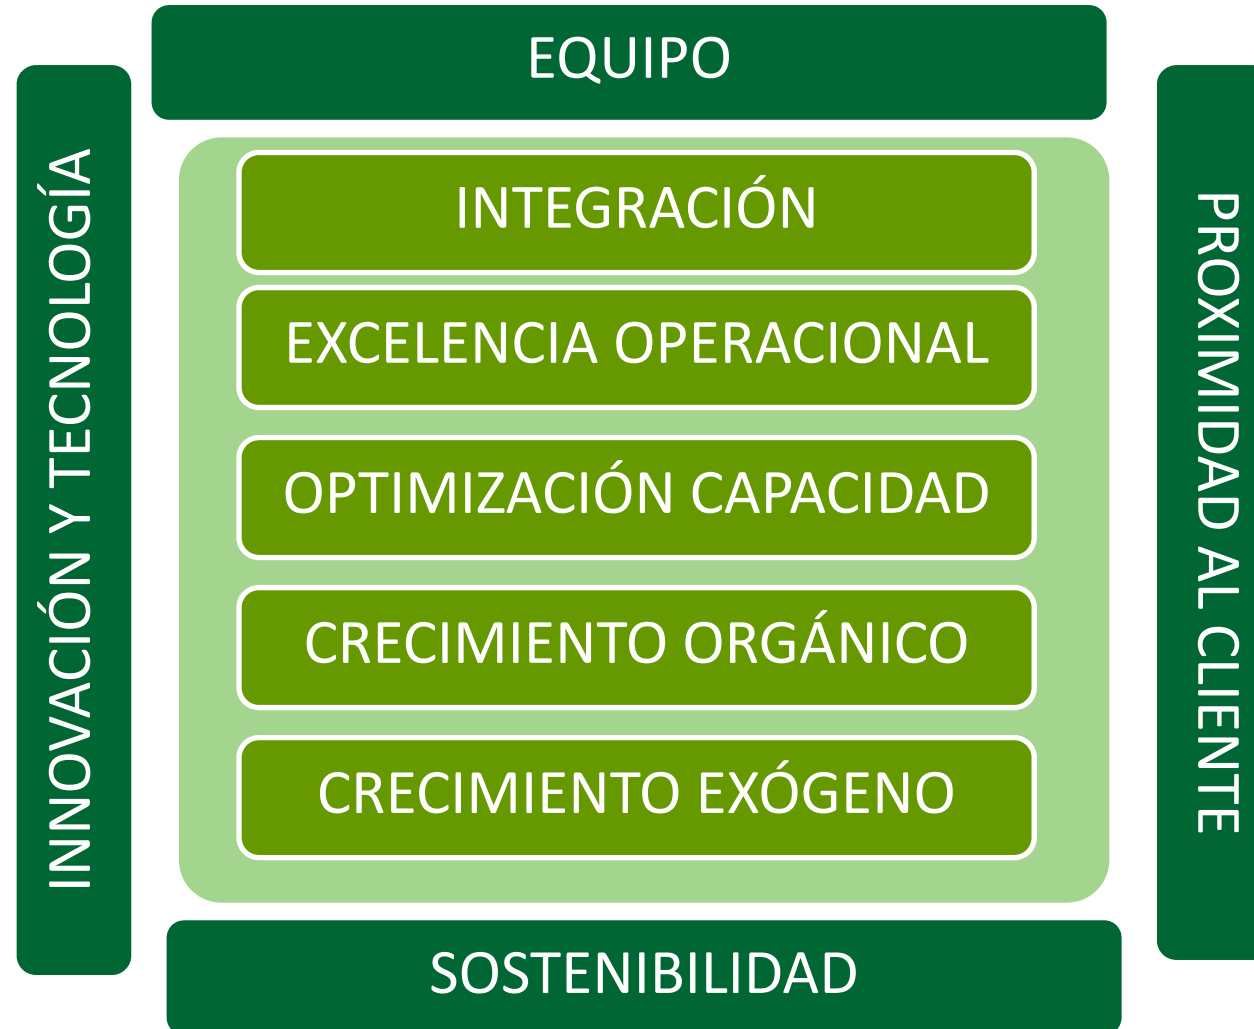 EQUIPO
INNOVACIÓN Y TECNOLOGÍA
INTEGRACIÓN
EXCELENCIA OPERACIONAL
OPTIMIZACIÓN CAPACIDAD
CRECIMIENTO ORGÁNICO
CRECIMIENTO EXÓGENO
PROXIMIDAD AL CLIENTE
SOSTENIBILIDAD